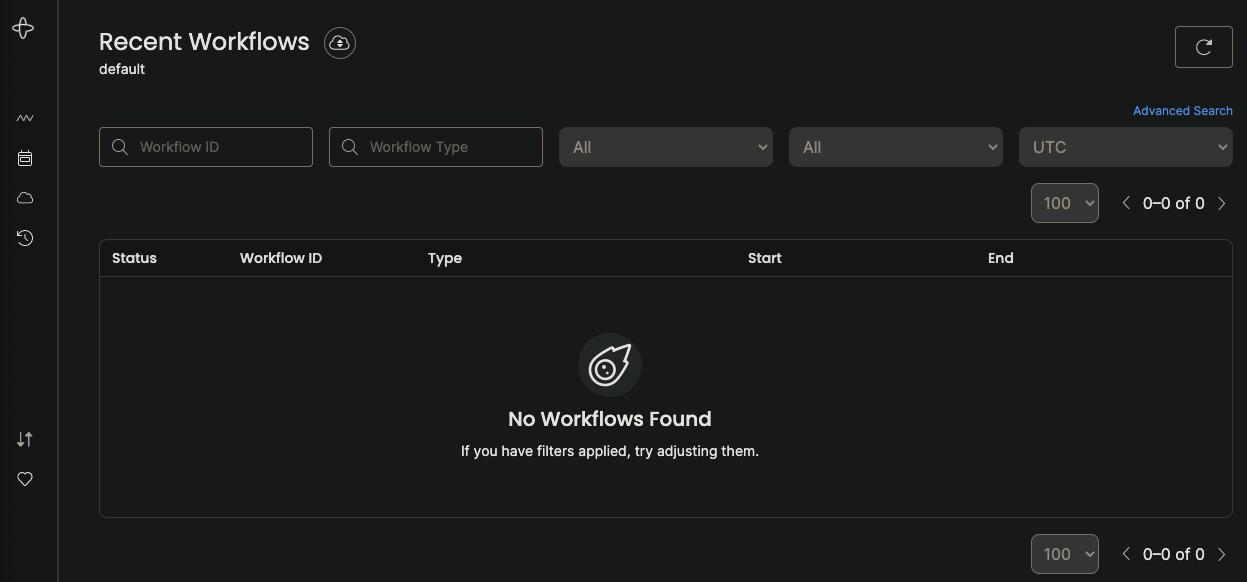 Recent Workflows
default
Advanced Search
Workflow ID
Workflow Type
All
All
UTC
100
0–0 of 0
Status Workflow ID Type Start End
No Workflows Found
If you have filters applied, try adjusting them.
100
0–0 of 0